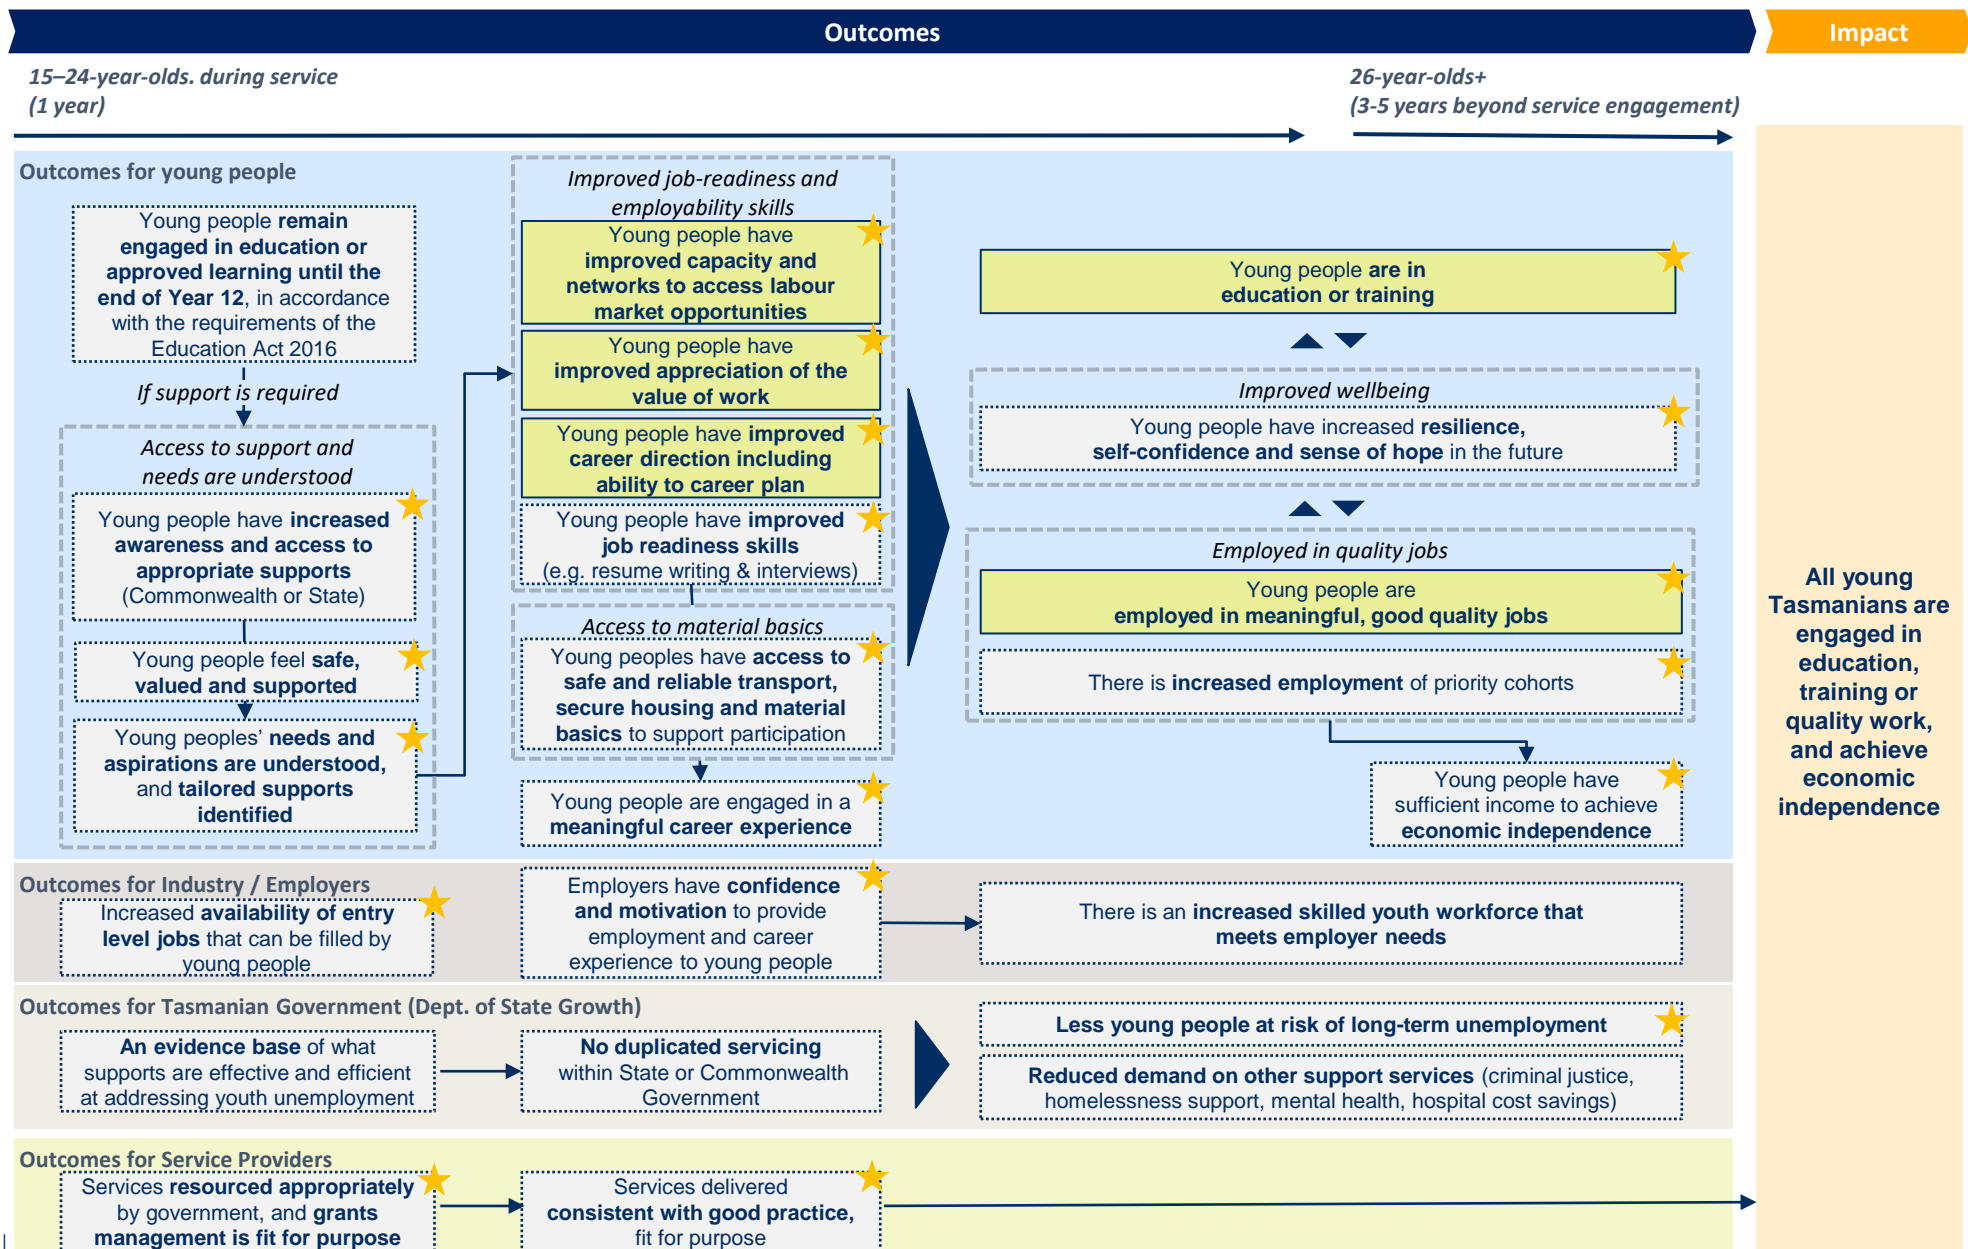 Outcomes
Impact
15–24-year-olds. during service
(1 year)
26-year-olds+
(3-5 years beyond service engagement)
Outcomes for young people
Young people remain
engaged in education or
approved learning until the
end of Year 12, in accordance
with the requirements of the
Education Act 2016
If support is required
Access to support and
needs are understood
Young people have increased
awareness and access to
appropriate supports
(Commonwealth or State)
Young people feel safe,
valued and supported
Young peoples’ needs and
aspirations are understood,
and tailored supports
identified
Improved job-readiness and
employability skills
Young people have
improved capacity and
networks to access labour
market opportunities
Young people have
improved appreciation of the
value of work
Young people have improved
career direction including
ability to career plan
Young people have improved
job readiness skills
(e.g. resume writing & interviews)
Access to material basics
Young peoples have access to
safe and reliable transport,
secure housing and material
basics to support participation
Young people are engaged in a
meaningful career experience
Young people are in
education or training
Improved wellbeing
Young people have increased resilience,
self-confidence and sense of hope in the future
Employed in quality jobs
Young people are
employed in meaningful, good quality jobs
There is increased employment of priority cohorts
Young people have
sufficient income to achieve
economic independence
All young
Tasmanians are
engaged in
education,
training or
quality work,
and achieve
economic
independence
Outcomes for Industry / Employers
Increased availability of entry
level jobs that can be filled by
young people
Employers have confidence
and motivation to provide
employment and career
experience to young people
There is an increased skilled youth workforce that
meets employer needs
Outcomes for Tasmanian Government (Dept. of State Growth)
An evidence base of what
supports are effective and efficient
at addressing youth unemployment
No duplicated servicing
within State or Commonwealth
Government
Less young people at risk of long-term unemployment
Reduced demand on other support services (criminal justice,
homelessness support, mental health, hospital cost savings)
Outcomes for Service Providers
Services resourced appropriately
by government, and grants
management is fit for purpose
Services delivered
consistent with good practice,
fit for purpose